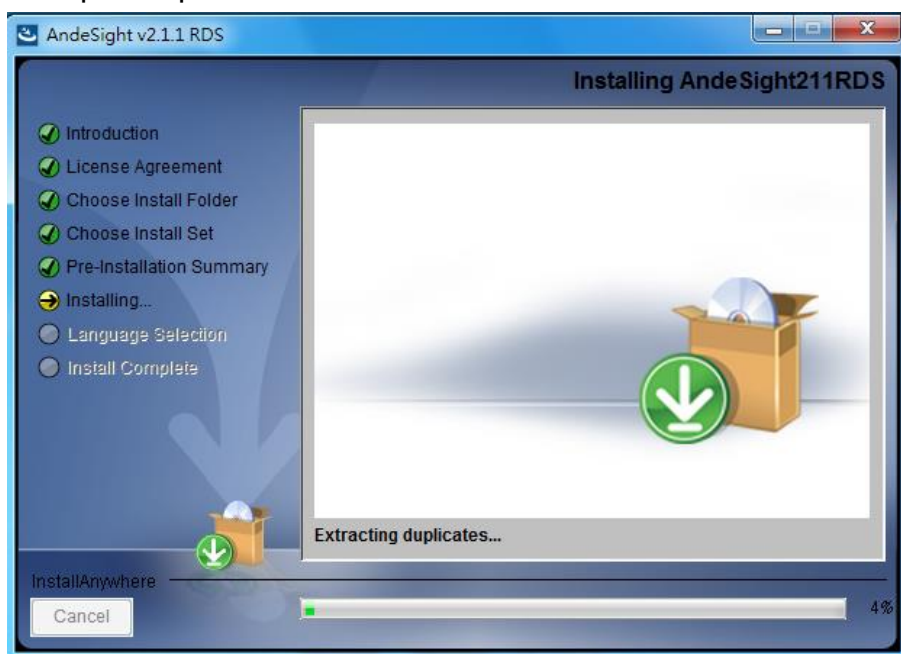 AndeSight v2.1.1 RDS
Installing AndeSight211RDS
Introduction
License Agreement
Choose Install Folder
Choose Install Set
Pre-Installation Summary
Installing...
Language Selection
Install Complete
Extracting duplicates...
InstallAnywhere
Cancel
4%